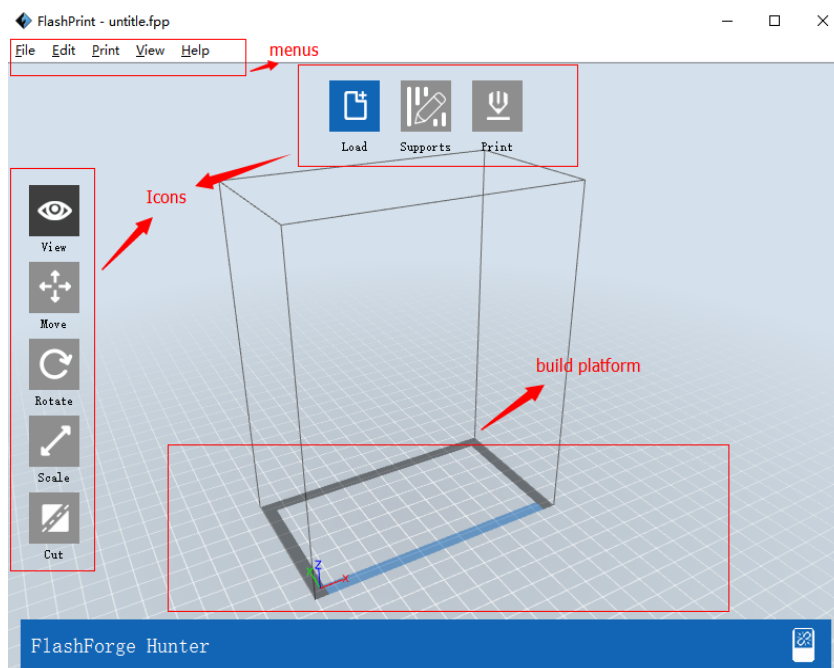 FlashPrint - untitle.fpp
File Edit Print View Help
menus
Load Supports Print
Icons
View
Move
build platform
Rotate
Scale
Cut
Z
X
FlashForge Hunter